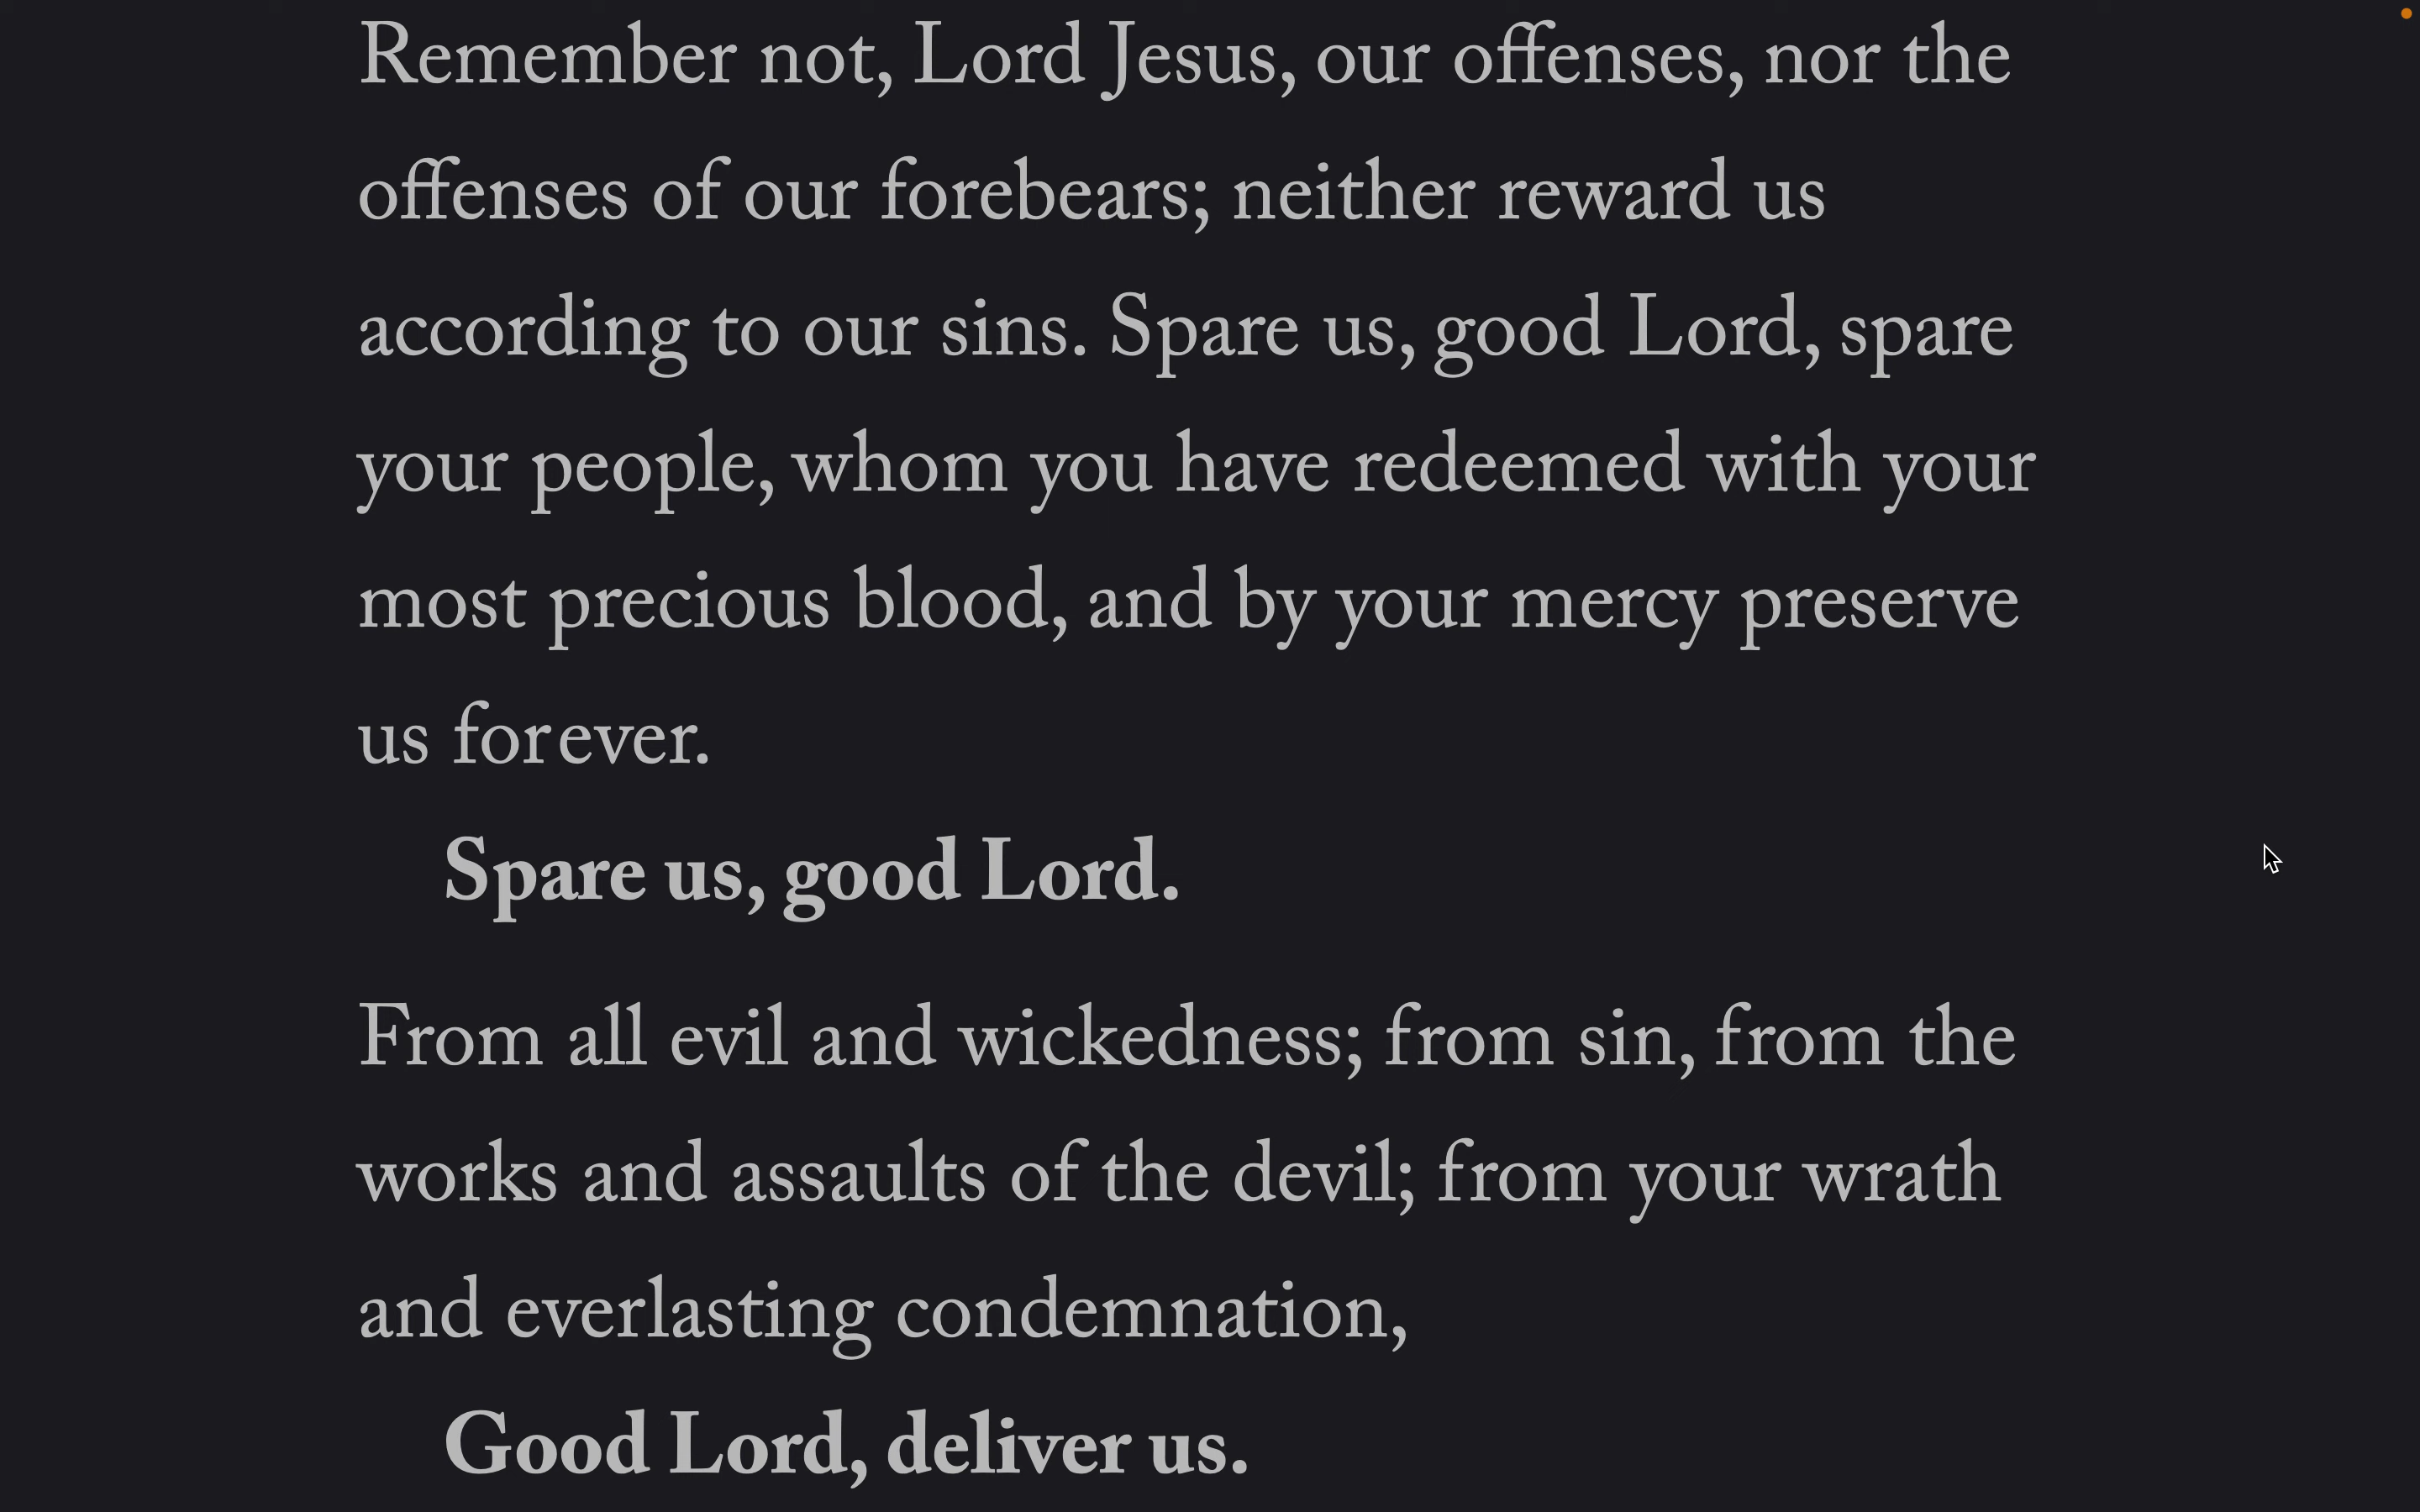 Remember not, Lord Jesus, our offenses, nor the
offenses of our forebears; neither reward us
according to our sins. Spare us, good Lord, spare
your people, whom you have redeemed with your
most precious blood, and by your mercy preserve
us forever.
Spare us, good Lord.
From all evil and wickedness; from sin, from the
works and assaults of the devil; from your wrath
and everlasting condemnation,
Good Lord, deliver us.